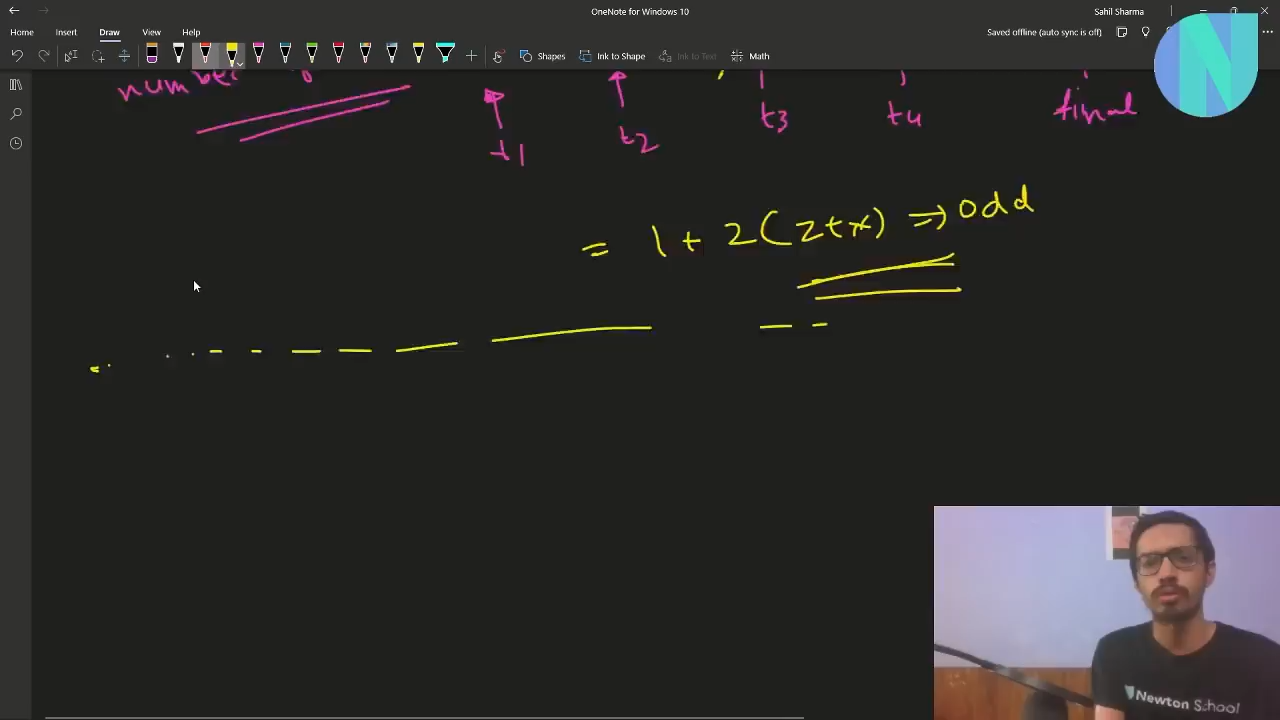 OneNote for Windows 10
Sahil Sharma
Home Insert Draw View Help
Saved offline (auto sync is off)
Shapes Ink to Shape Ink to Text Math
t1 t2 t3 t4 final
= 1 + 2(2+x) => odd
Newton School